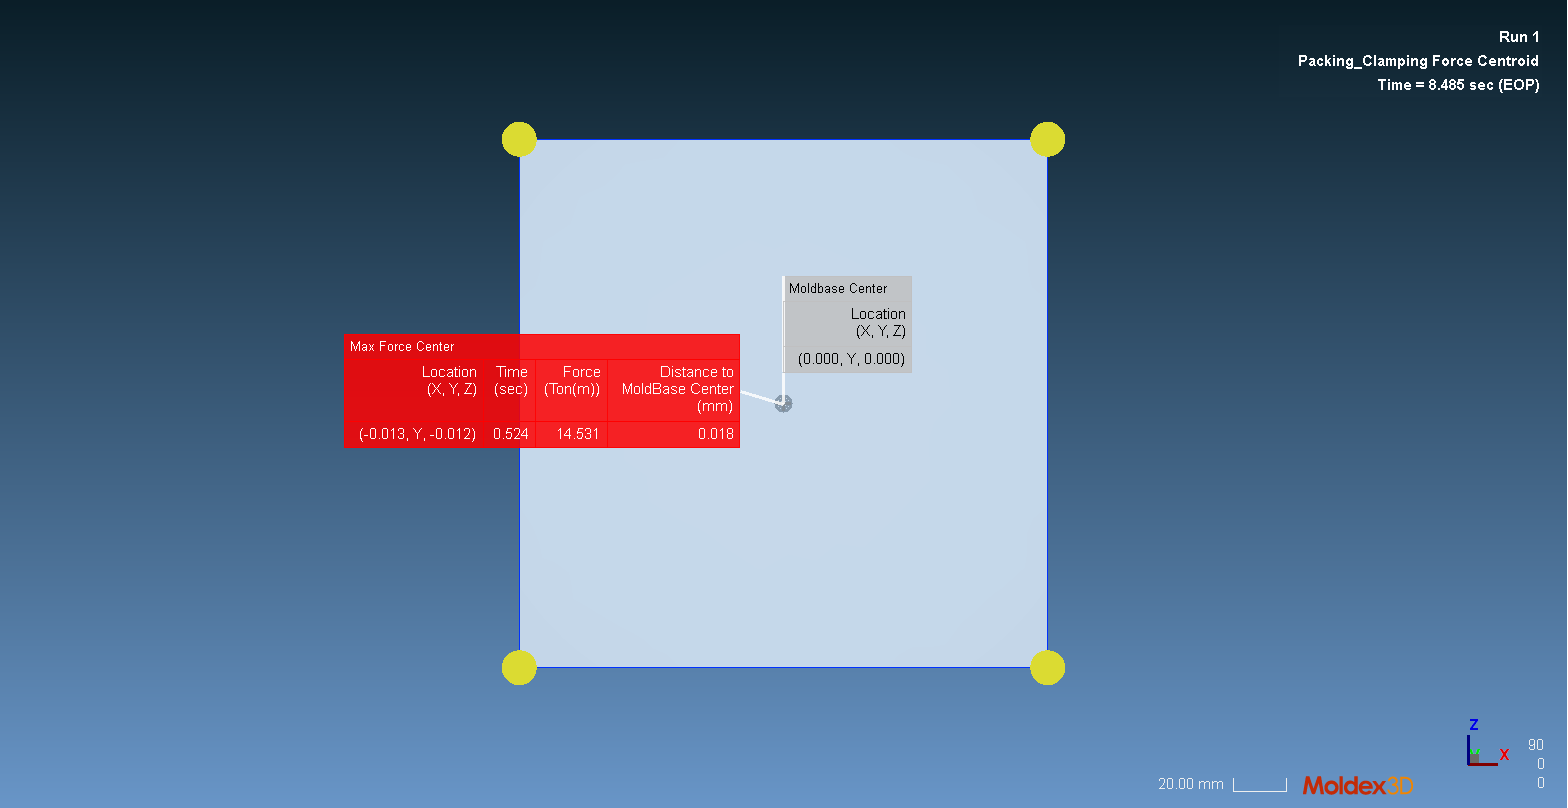 Run 1
Packing_Clamping Force Centroid
Time = 8.485 sec (EOP)
Moldbase Center
Location
(X, Y, Z)
(0.000, Y, 0.000)
Max Force Center
Location Time Force Distance to
(X, Y, Z) (sec) (Ton(m)) MoldBase Center
(mm)
(-0.013, Y, -0.012) 0.524 14.531 0.018
Z
X
90
0
0
20.00 mm
Moldex3D